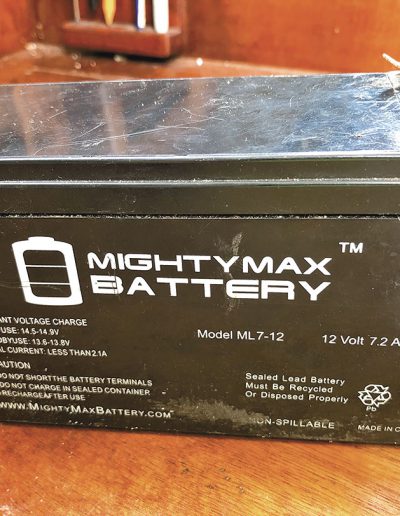 MIGHTYMAX ™
BATTERY
ANT VOLTAGE CHARGE
USE: 14.5-14.9V
DBYUSE: 13.6-13.8V
AL CURRENT: LESS THAN 2.1A
Model ML7-12
12 Volt 7.2 A
CAUTION
DO NOT SHORT THE BATTERY TERMINALS
DO NOT CHARGE IN SEALED CONTAINER
RECHARGE AFTER USE
WWW.MIGHTYMAXBATTERY.COM
Sealed Lead Battery
Must Be Recycled
Or Disposed Properly
Pb
NON-SPILLABLE
MADE IN C